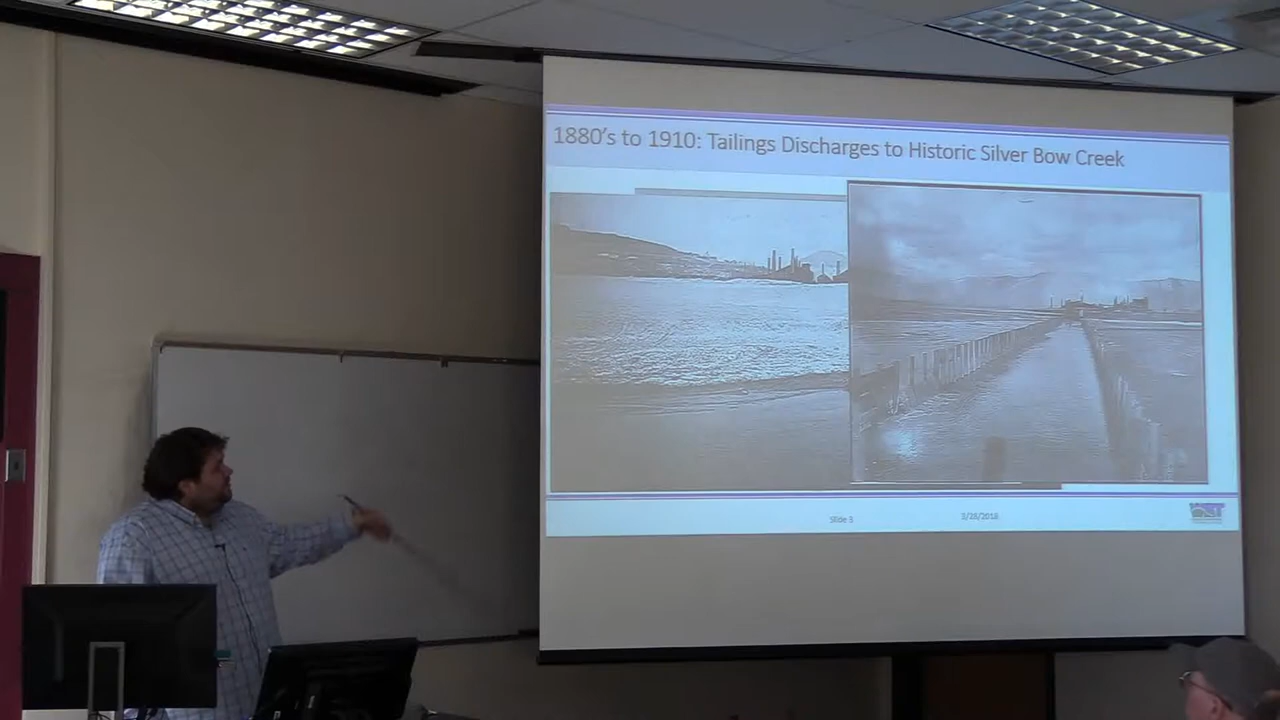 1880's to 1910: Tailings Discharges to Historic Silver Bow Creek
Slide 3
3/28/2018